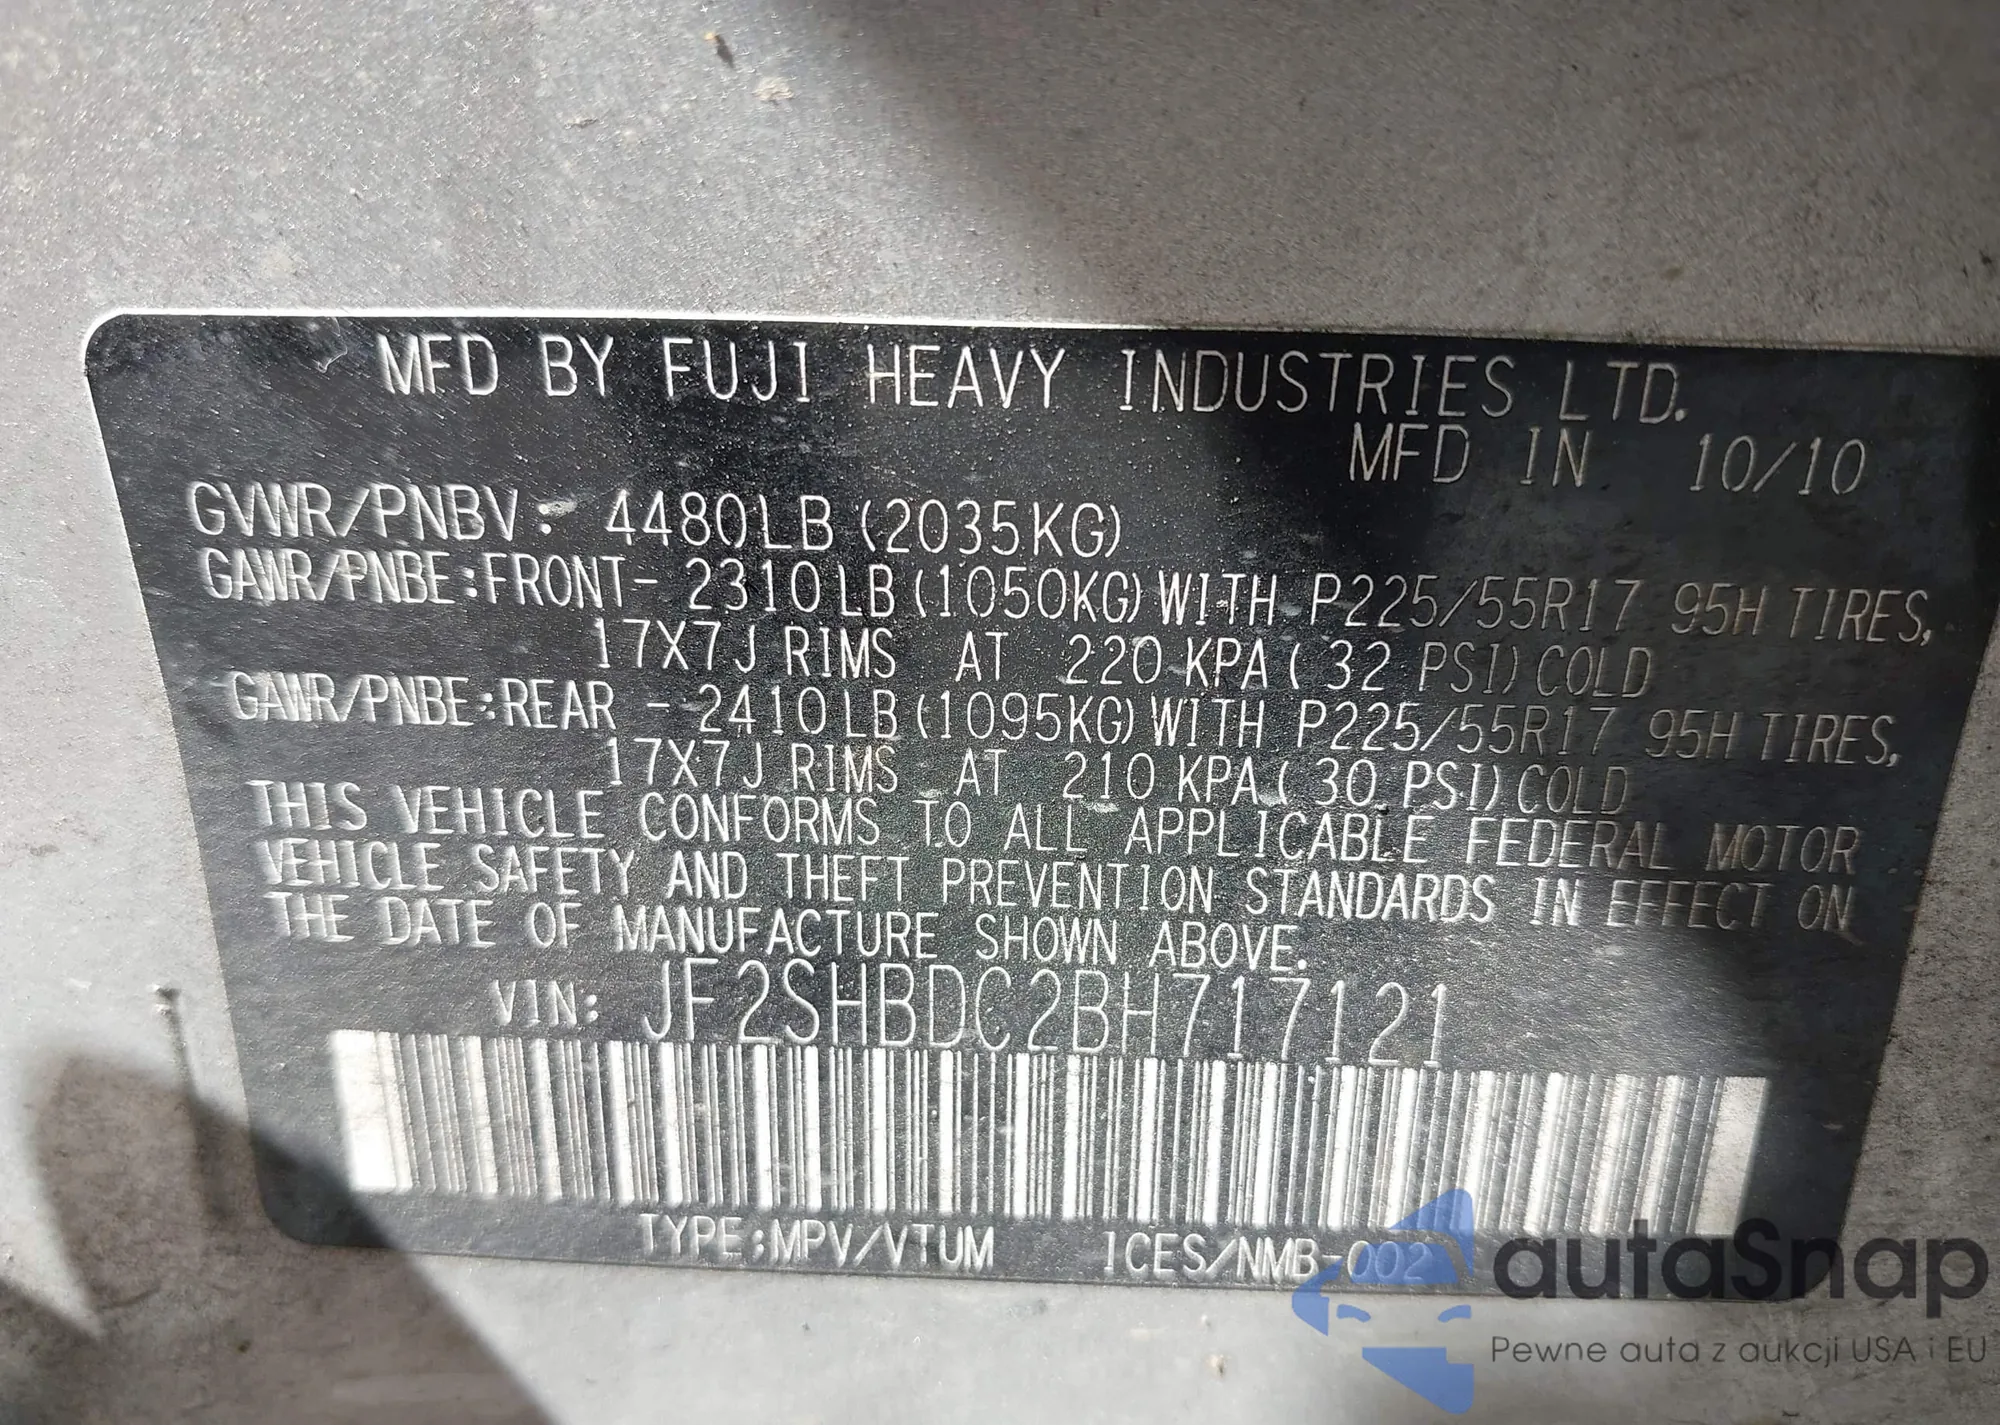 MFD BY FUJI HEAVY INDUSTRIES LTD.
MFD IN 10/10
GVWR/PNBV: 4480LB (2035KG)
GAWR/PNBE:FRONT- 2310LB(1050KG)WITH P225/55R17 95H TIRES,
17X7J RIMS AT 220 KPA( 32 PSI)COLD
GAWR/PNBE:REAR - 2410LB(1095KG)WITH P225/55R17 95H TIRES,
17X7J RIMS AT 210 KPA( 30 PSI)COLD
THIS VEHICLE CONFORMS TO ALL APPLICABLE FEDERAL MOTOR
VEHICLE SAFETY AND THEFT PREVENTION STANDARDS IN EFFECT ON
THE DATE OF MANUFACTURE SHOWN ABOVE.
VIN: JF2SHBDC2BH717121
TYPE:MPV/VTUM ICES/NMB-002
autaSnap
Pewne auta z aukcji USA i EU